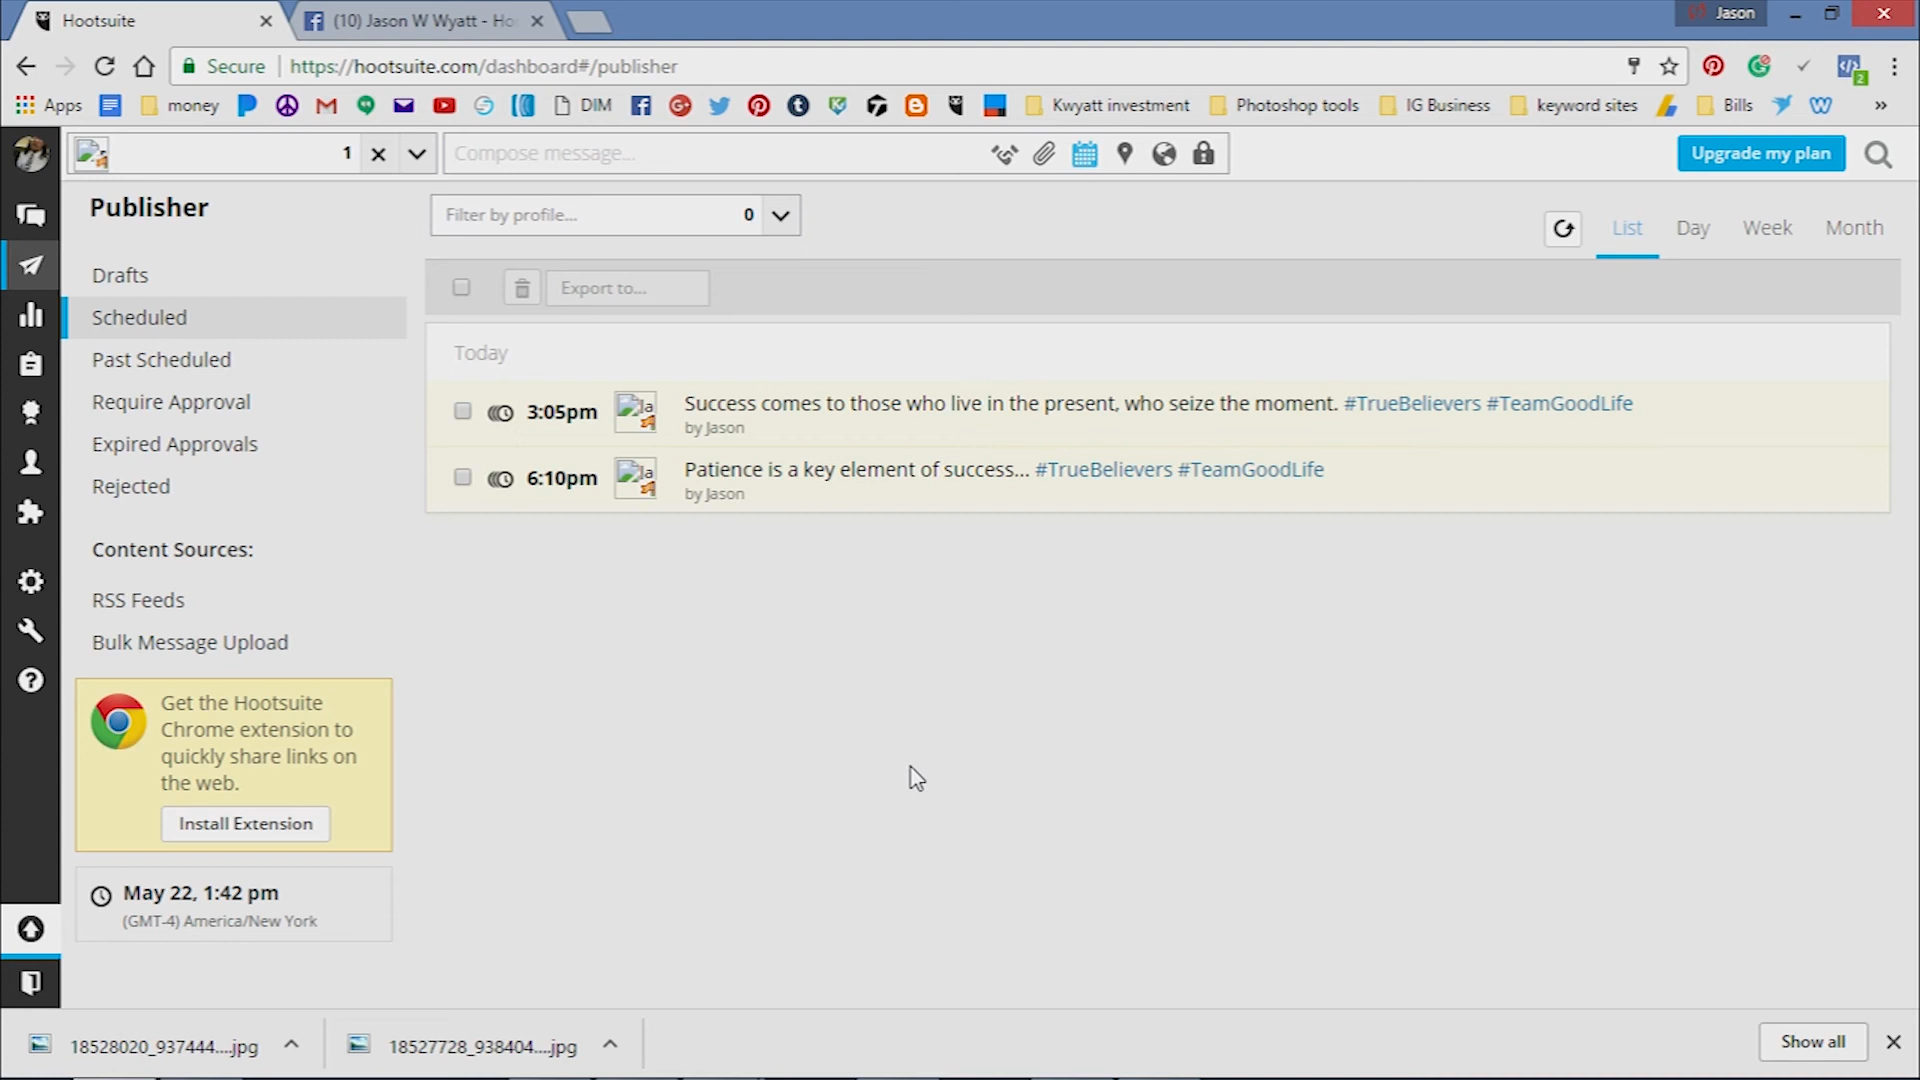 Hootsuite
(10) Jason W Wyatt - Ho
Jason
Secure
https://hootsuite.com/dashboard#/publisher
2
Apps
money
DIM
Kwyatt investment
Photoshop tools
IG Business
keyword sites
Bills
»
1
Compose message...
Upgrade my plan
Publisher
Filter by profile...
0
List
Day
Week
Month
Drafts
Scheduled
Past Scheduled
Require Approval
Expired Approvals
Rejected
Content Sources:
RSS Feeds
Bulk Message Upload
Export to...
Today
3:05pm
Ja
Success comes to those who live in the present, who seize the moment. #TrueBelievers #TeamGoodLife
by Jason
6:10pm
Ja
Patience is a key element of success... #TrueBelievers #TeamGoodLife
by Jason
Get the Hootsuite
Chrome extension to
quickly share links on
the web.
Install Extension
May 22, 1:42 pm
(GMT-4) America/New York
18528020_937444....jpg
18527728_938404....jpg
Show all